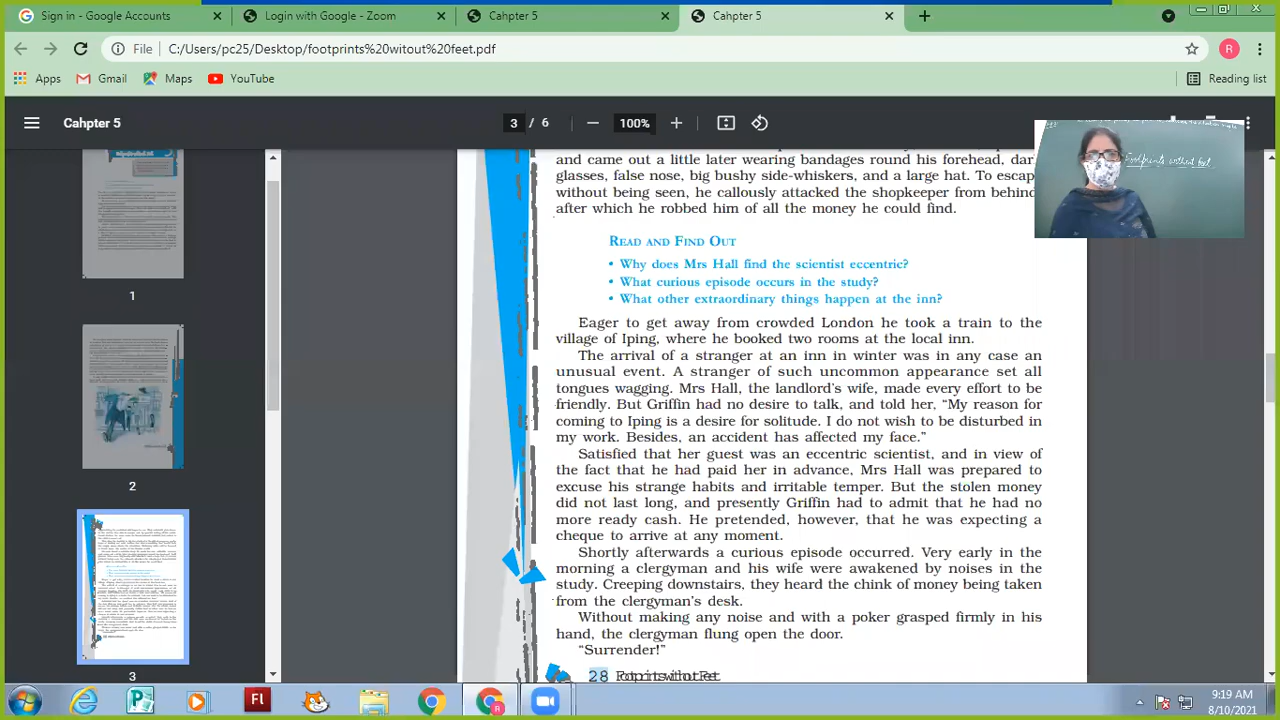 Sign in - Google Accounts
Login with Google - Zoom
Cahpter 5
Cahpter 5
File
C:/Users/pc25/Desktop/footprints%20witout%20feet.pdf
R
Apps
Gmail
Maps
YouTube
Reading list
Cahpter 5
3 / 6
100%
Footprints without feet
and came out a little later wearing bandages round his forehead, dar
glasses, false nose, big bushy side-whiskers, and a large hat. To escap
without being seen, he callously attacked the shopkeeper from behin
after which he robbed him of all the money he could find.
READ AND FIND OUT
• Why does Mrs Hall find the scientist eccentric?
• What curious episode occurs in the study?
• What other extraordinary things happen at the inn?
Eager to get away from crowded London he took a train to the
village of Iping, where he booked two rooms at the local inn.
The arrival of a stranger at an inn in winter was in any case an
unusual event. A stranger of such uncommon appearance set all
tongues wagging. Mrs Hall, the landlord’s wife, made every effort to be
friendly. But Griffin had no desire to talk, and told her, “My reason for
coming to Iping is a desire for solitude. I do not wish to be disturbed in
my work. Besides, an accident has affected my face.”
Satisfied that her guest was an eccentric scientist, and in view of
the fact that he had paid her in advance, Mrs Hall was prepared to
excuse his strange habits and irritable temper. But the stolen money
did not last long, and presently Griffin had to admit that he had no
more ready cash. He pretended, however, that he was expecting a
cheque to arrive at any moment.
Shortly afterwards a curious episode occurred. Very early in the
morning a clergyman and his wife were awakened by noises in the
study. Creeping downstairs, they heard the chink of money being taken
from the clergyman’s desk.
Without making any noise and with a poker grasped firmly in his
hand, the clergyman flung open the door.
“Surrender!”
28
1
2
3
R
9:19 AM
8/10/2021